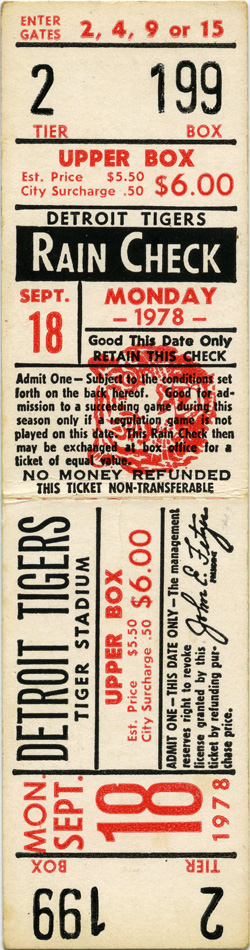 ENTER GATES 2, 4, 9 or 15
2 199
TIER BOX
UPPER BOX
Est. Price $5.50
City Surcharge .50
$6.00
DETROIT TIGERS
RAIN CHECK
SEPT. 18
MONDAY
— 1978 —
Good This Date Only
RETAIN THIS CHECK
Admit One — Subject to the conditions set
forth on the back hereof. Good for ad-
mission to a succeeding game during this
season only if a regulation game is not
played on this date. This Rain Check then
may be exchanged at box office for a
ticket of equal value.
NO MONEY REFUNDED
THIS TICKET NON-TRANSFERABLE
DETROIT TIGERS
TIGER STADIUM
UPPER BOX
Est. Price $5.50
City Surcharge .50
$6.00
ADMIT ONE — THIS DATE ONLY — The management
reserves right to revoke
license granted by this
ticket by refunding pur-
chase price.
John E. Fetzer
MON.
SEPT.
18
1978
BOX TIER
199 2